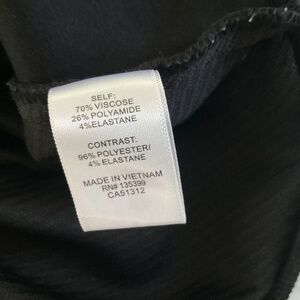 SELF:
70% VISCOSE
26% POLYAMIDE
4%ELASTANE
CONTRAST:
96% POLYESTER/
4% ELASTANE
MADE IN VIETNAM
RN# 135399
CA51312